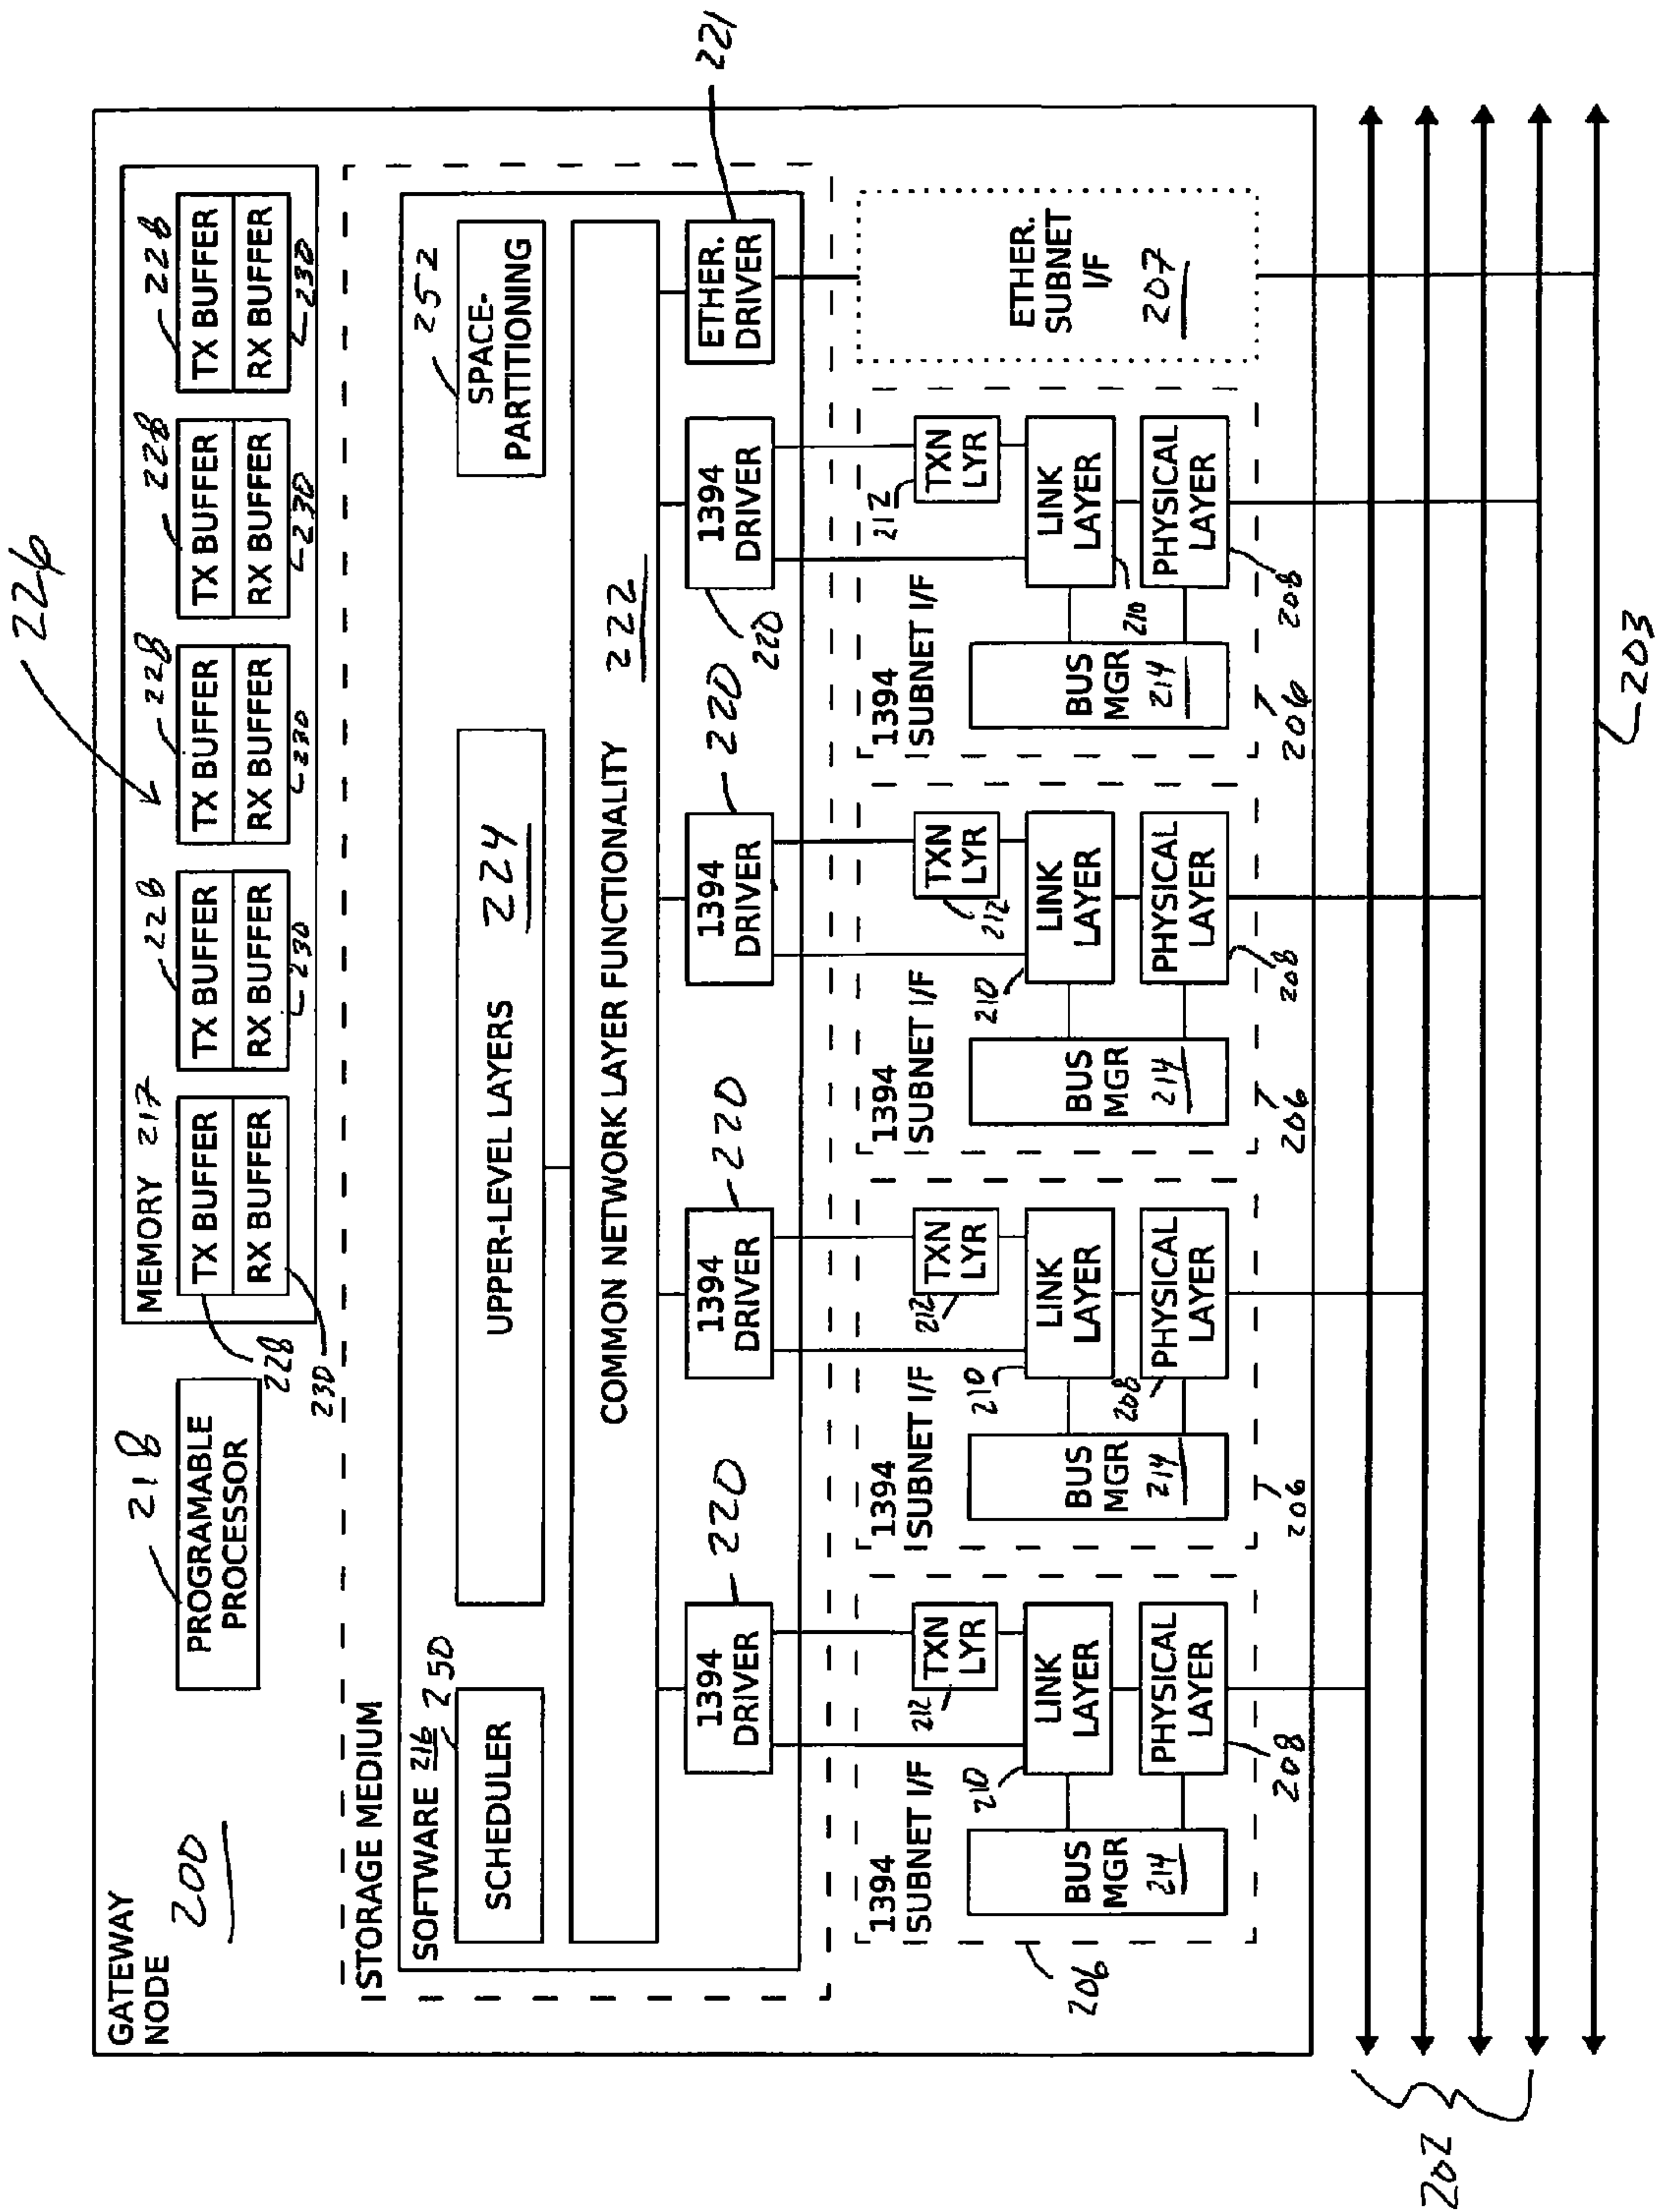 GATEWAY
NODE
200
218
PROGRAMABLE
PROCESSOR
226
MEMORY 217
TX BUFFER
RX BUFFER
228
230
TX BUFFER
RX BUFFER
228
230
TX BUFFER
RX BUFFER
228
230
TX BUFFER
RX BUFFER
228
230
TX BUFFER
RX BUFFER
228
230
STORAGE MEDIUM
SOFTWARE 216
250
SCHEDULER
UPPER-LEVEL LAYERS 224
252
SPACE-
PARTITIONING
COMMON NETWORK LAYER FUNCTIONALITY 222
1394
DRIVER
220
1394
DRIVER
220
1394
DRIVER
220
1394
DRIVER
220
ETHER.
DRIVER
221
1394
SUBNET I/F
212
TXN
LYR
210
LINK
LAYER
BUS
MGR
214
PHYSICAL
LAYER
208
206
1394
SUBNET I/F
212
TXN
LYR
210
LINK
LAYER
BUS
MGR
214
208
PHYSICAL
LAYER
206
1394
SUBNET I/F
TXN
LYR
212
210
LINK
LAYER
BUS
MGR
214
PHYSICAL
LAYER
208
206
1394
SUBNET I/F
212
TXN
LYR
LINK
LAYER
210
BUS
MGR
214
PHYSICAL
LAYER
208
206
ETHER.
SUBNET
I/F
207
202
203